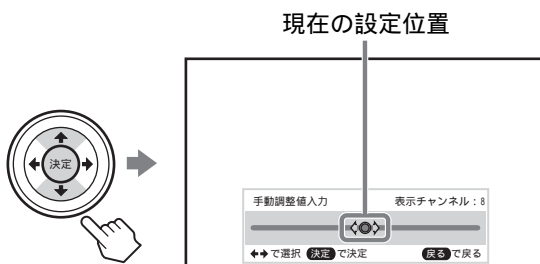 現在の設定位置
決定
手動調整値入力 表示チャンネル：8
で選択 決定 で決定 戻る で戻る